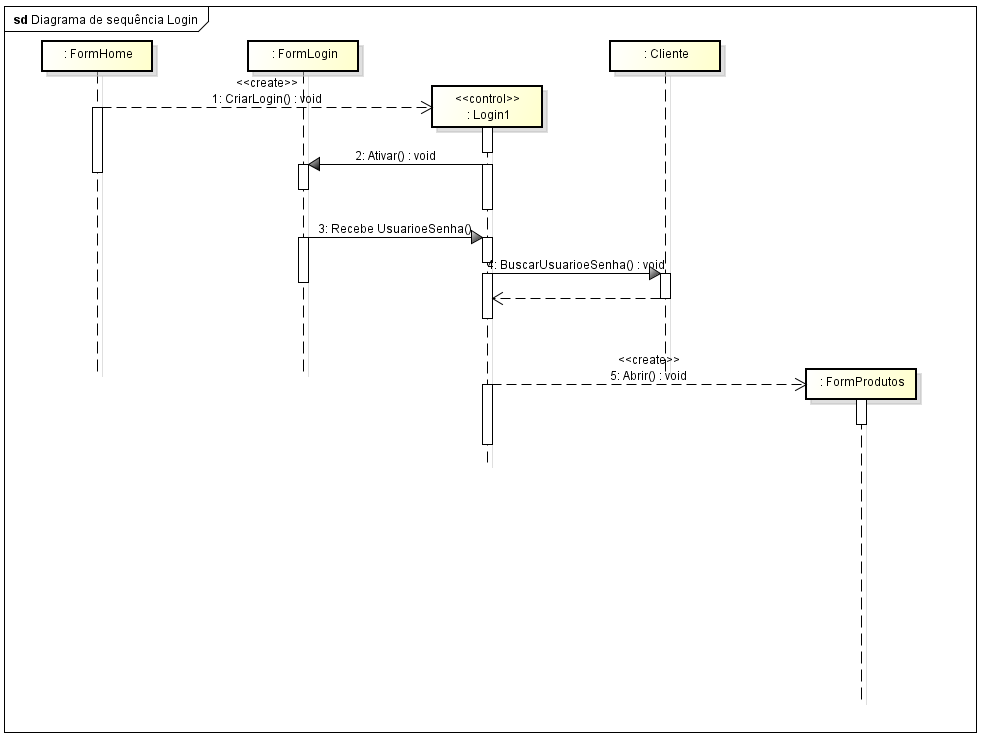 sd Diagrama de sequência Login
: FormHome
: FormLogin
: Cliente
<<create>>
1: CriarLogin() : void
<<control>>
: Login1
2: Ativar() : void
3: Recebe UsuarioeSenha()
4: BuscarUsuarioeSenha() : void
<<create>>
5: Abrir() : void
: FormProdutos